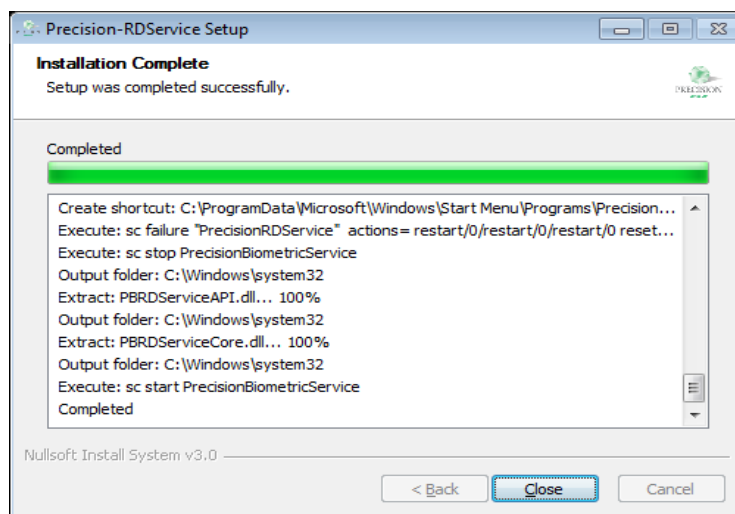 Precision-RDService Setup
Installation Complete
Setup was completed successfully.
PRECISION
Completed
Create shortcut: C:\ProgramData\Microsoft\Windows\Start Menu\Programs\Precision...
Execute: sc failure "PrecisionRDService" actions= restart/0/restart/0/restart/0 reset...
Execute: sc stop PrecisionBiometricService
Output folder: C:\Windows\system32
Extract: PBRDServiceAPI.dll... 100%
Output folder: C:\Windows\system32
Extract: PBRDServiceCore.dll... 100%
Output folder: C:\Windows\system32
Execute: sc start PrecisionBiometricService
Completed
Nullsoft Install System v3.0
< Back Close Cancel